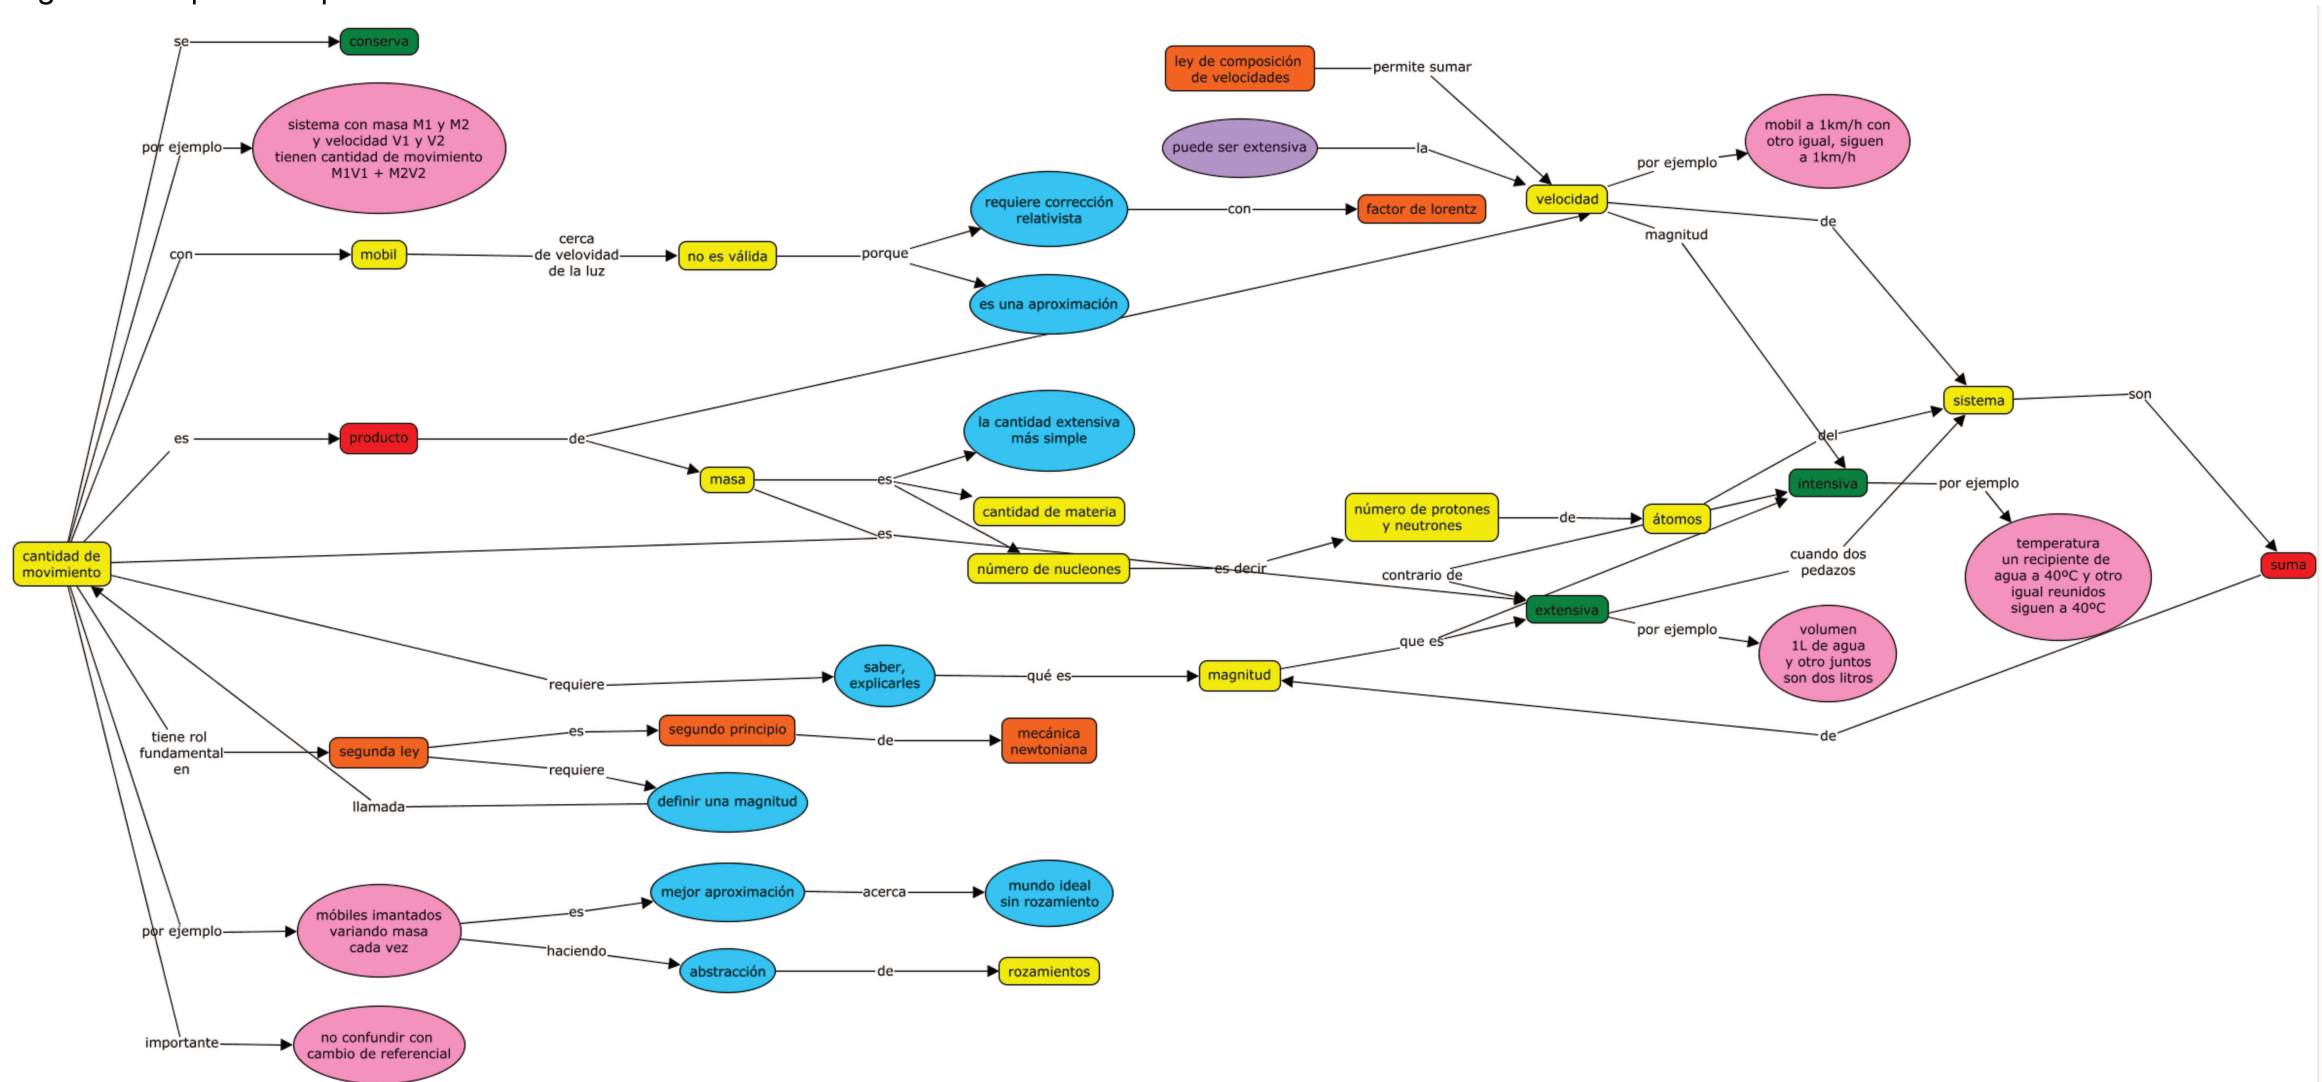 se
conserva
por ejemplo
sistema con masa M1 y M2
y velocidad V1 y V2
tienen cantidad de movimiento
M1V1 + M2V2
con
mobil
cerca
de velovidad
de la luz
no es válida
porque
requiere corrección
relativista
con
factor de lorentz
es una aproximación
ley de composición
de velocidades
permite sumar
puede ser extensiva
la
velocidad
por ejemplo
mobil a 1km/h con
otro igual, siguen
a 1km/h
magnitud
de
es
producto
de
masa
es
la cantidad extensiva
más simple
cantidad de materia
número de nucleones
es
es decir
número de protones
y neutrones
de
átomos
del
contrario de
sistema
son
suma
intensiva
por ejemplo
temperatura
un recipiente de
agua a 40ºC y otro
igual reunidos
siguen a 40ºC
cuando dos
pedazos
extensiva
por ejemplo
volumen
1L de agua
y otro juntos
son dos litros
de
cantidad de
movimiento
requiere
saber,
explicarles
qué es
magnitud
que es
tiene rol
fundamental
en
segunda ley
es
segundo principio
de
mecánica
newtoniana
requiere
definir una magnitud
llamada
por ejemplo
móbiles imantados
variando masa
cada vez
es
mejor aproximación
acerca
mundo ideal
sin rozamiento
haciendo
abstracción
de
rozamientos
importante
no confundir con
cambio de referencial